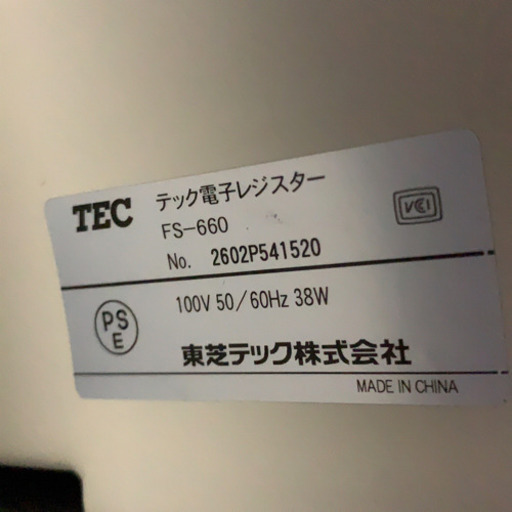 TEC テック電子レジスター
FS-660
VCI
No. 2602P541520
PS E
100V 50/60Hz 38W
東芝テック株式会社
MADE IN CHINA